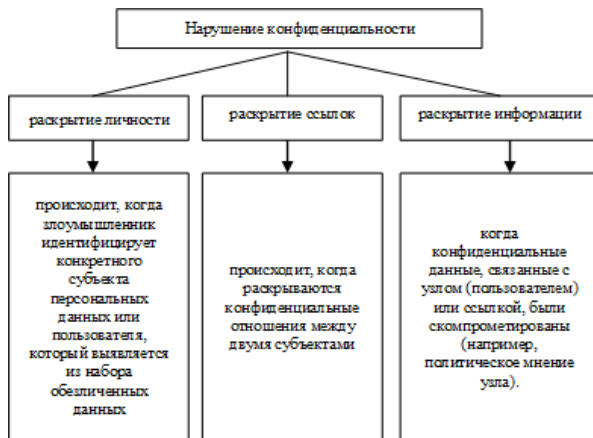 Нарушение конфиденциальности
раскрытие личности
раскрытие ссылок
раскрытие информации
происходит, когда
злоумышленник
идентифицирует
конкретного
субъекта
персональных
данных или
пользователя,
который выявляется
из набора
обезличенных
данных
происходит, когда
раскрываются
конфиденциальные
отношения между
двумя субъектами
когда
конфиденциальные
данные, связанные с
узлом (пользователем)
или ссылкой, были
скомпрометированы
(например,
политическое мнение
узла).